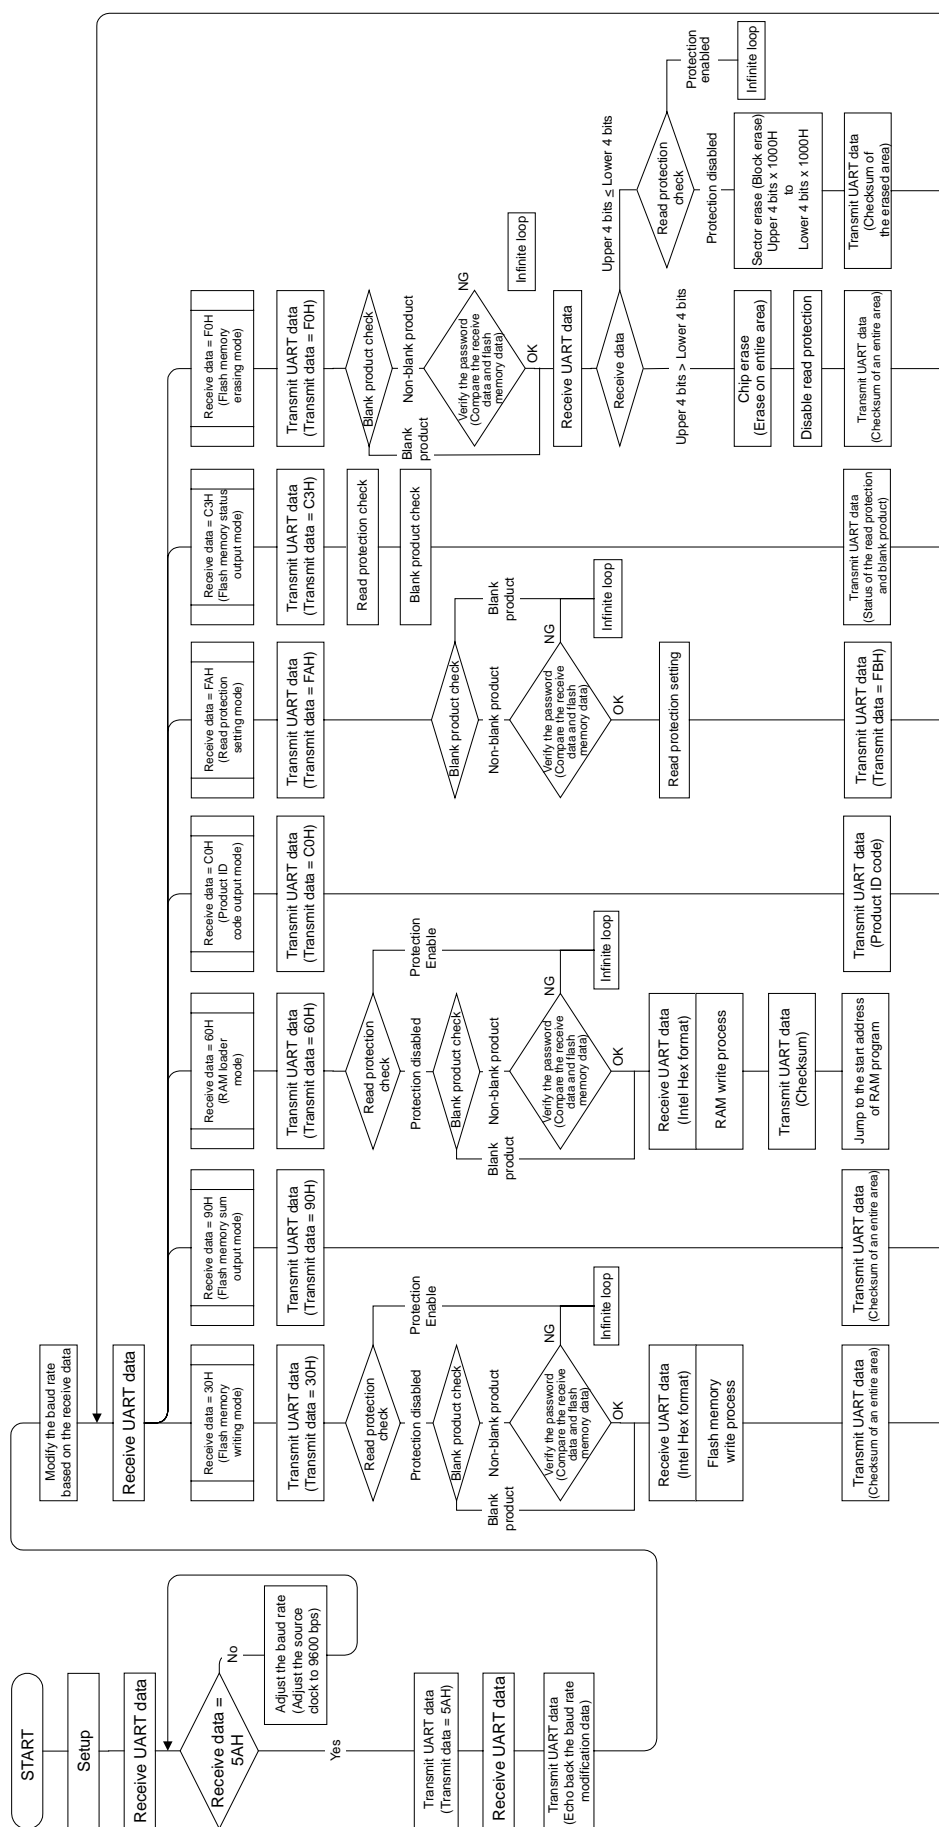 START
Setup
Receive UART data
Receive data =
5AH
No
Adjust the baud rate
(Adjust the source
clock to 9600 bps)
Yes
Transmit UART data
(Transmit data = 5AH)
Receive UART data
Transmit UART data
(Echo back the baud rate
modification data)
Modify the baud rate
based on the receive data
Receive UART data
Receive data = 30H
(Flash memory
writing mode)
Transmit UART data
(Transmit data = 30H)
Read protection
check
Protection
Enable
Protection disabled
Blank product check
Blank
product
Non-blank product
Verify the password
(Compare the receive
data and flash
memory data)
NG
Infinite loop
OK
Receive UART data
(Intel Hex format)
Flash memory
write process
Transmit UART data
(Checksum of an entire area)
Receive data = 90H
(Flash memory sum
output mode)
Transmit UART data
(Transmit data = 90H)
Transmit UART data
(Checksum of an entire area)
Receive data = 60H
(RAM loader
mode)
Transmit UART data
(Transmit data = 60H)
Read protection
check
Protection
Enable
Protection disabled
Blank product check
Blank
product
Non-blank product
Verify the password
(Compare the receive
data and flash
memory data)
NG
Infinite loop
OK
Receive UART data
(Intel Hex format)
RAM write process
Transmit UART data
(Checksum)
Jump to the start address
of RAM program
Receive data = C0H
(Product ID
code output mode)
Transmit UART data
(Transmit data = C0H)
Transmit UART data
(Product ID code)
Receive data = FAH
(Read protection
setting mode)
Transmit UART data
(Transmit data = FAH)
Blank product check
Blank
product
Non-blank product
Verify the password
(Compare the receive
data and flash
memory data)
NG
Infinite loop
OK
Read protection setting
Transmit UART data
(Transmit data = FBH)
Receive data = C3H
(Flash memory status
output mode)
Transmit UART data
(Transmit data = C3H)
Read protection check
Blank product check
Transmit UART data
(Status of the read protection
and blank product)
Receive data = F0H
(Flash memory
erasing mode)
Transmit UART data
(Transmit data = F0H)
Blank product check
Blank
product
Non-blank product
Verify the password
(Compare the receive
data and flash
memory data)
NG
Infinite loop
OK
Receive UART data
Receive data
Upper 4 bits > Lower 4 bits
Upper 4 bits ≤ Lower 4 bits
Chip erase
(Erase on entire area)
Disable read protection
Transmit UART data
(Checksum of an entire area)
Read protection
check
Protection
enabled
Infinite loop
Protection disabled
Sector erase (Block erase)
Upper 4 bits x 1000H
to
Lower 4 bits x 1000H
Transmit UART data
(Checksum of
the erased area)